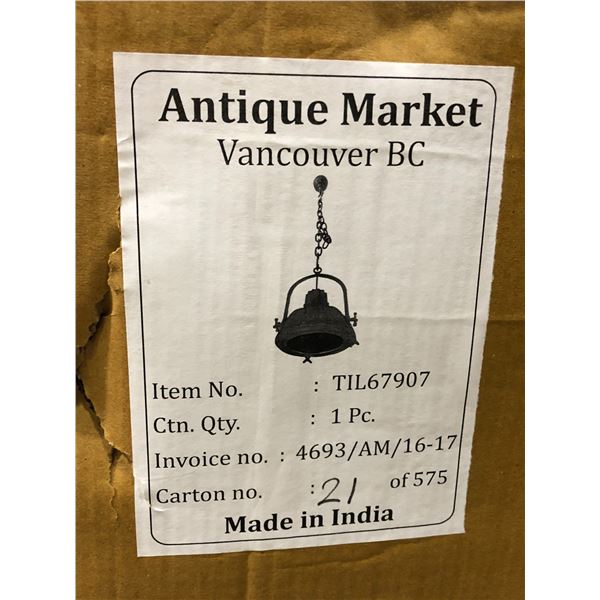 Antique Market
Vancouver BC
Item No. : TIL67907
Ctn. Qty. : 1 Pc.
Invoice no. : 4693/AM/16-17
Carton no. : 21 of 575
Made in India